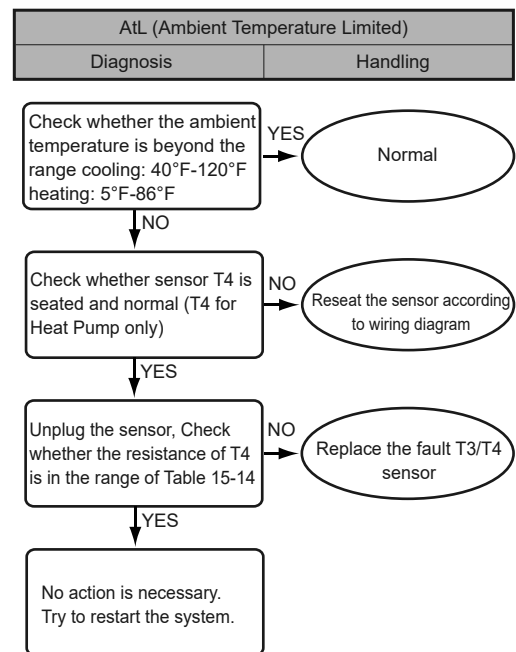 AtL (Ambient Temperature Limited)
Diagnosis
Handling
Check whether the ambient
temperature is beyond the
range cooling: 40°F-120°F
heating: 5°F-86°F
YES
Normal
NO
Check whether sensor T4 is
seated and normal (T4 for
Heat Pump only)
NO
Reseat the sensor according
to wiring diagram
YES
Unplug the sensor, Check
whether the resistance of T4
is in the range of Table 15-14
NO
Replace the fault T3/T4
sensor
YES
No action is necessary.
Try to restart the system.